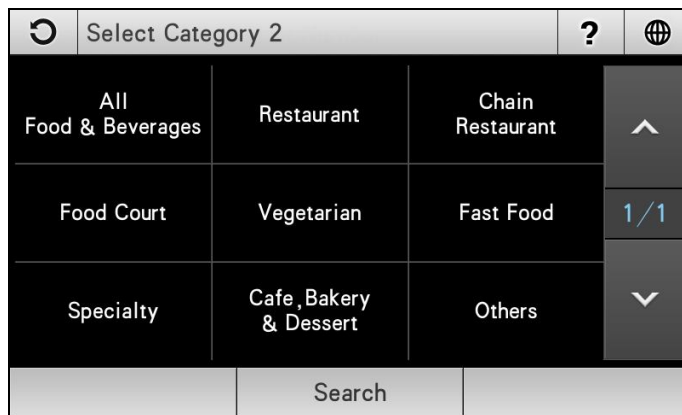 Select Category 2
?
All
Food & Beverages
Restaurant
Chain
Restaurant
Food Court
Vegetarian
Fast Food
1/1
Specialty
Cafe, Bakery
& Dessert
Others
Search